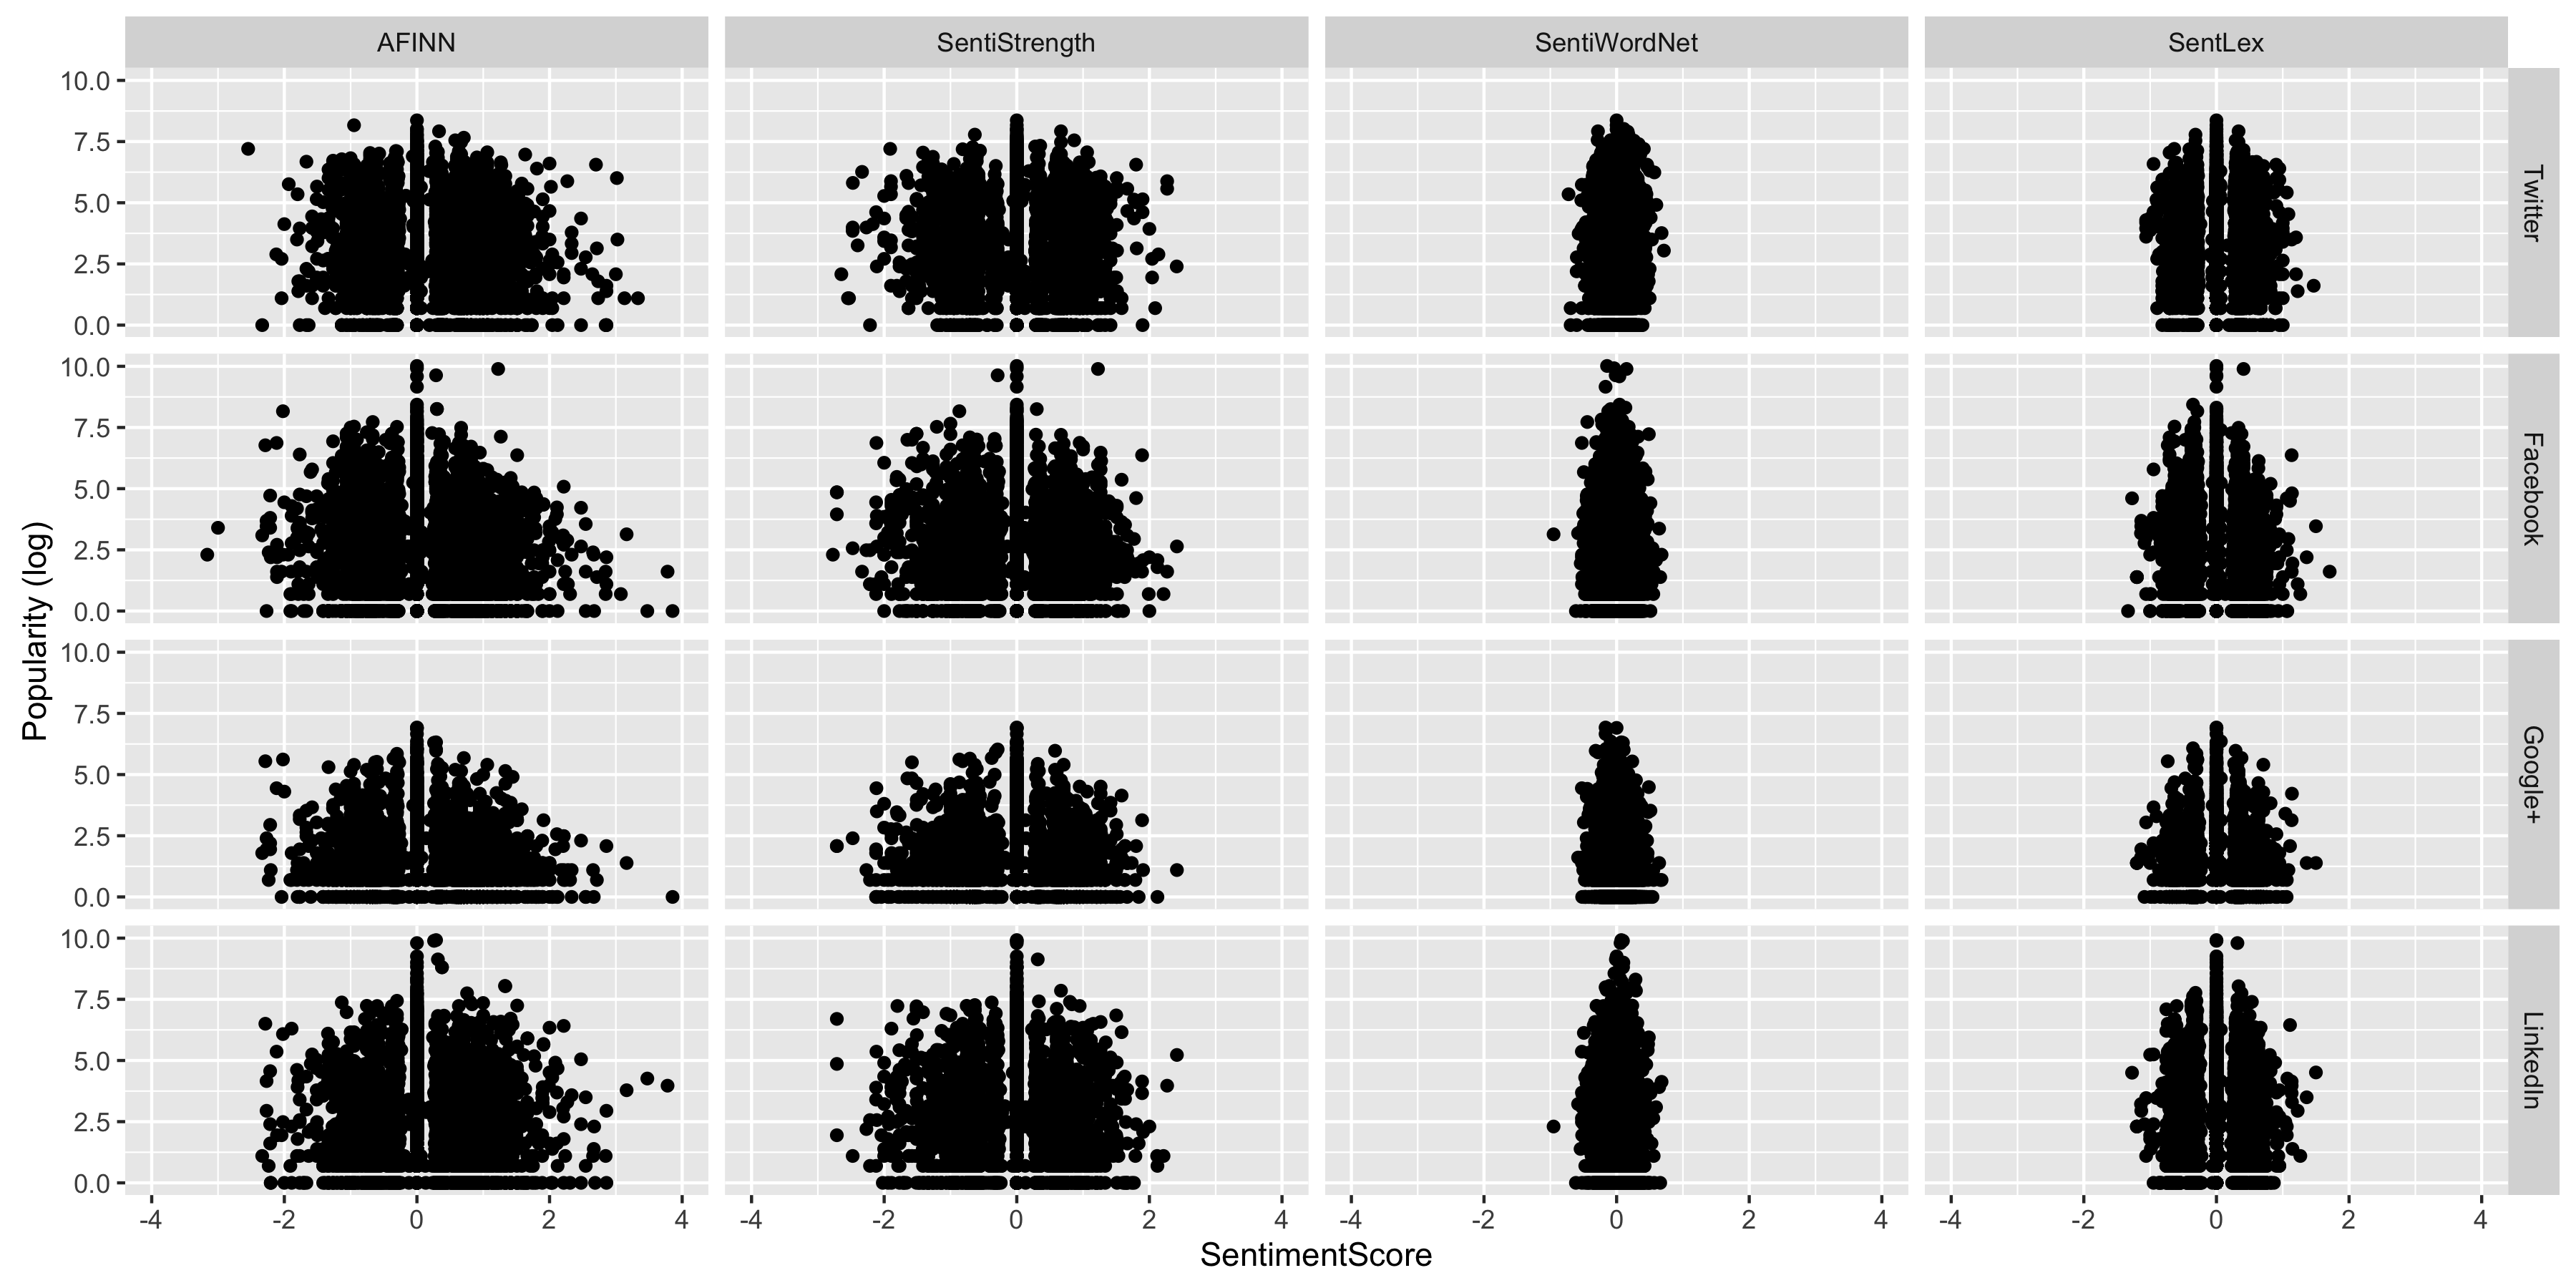 AFINN SentiStrength SentiWordNet SentLex
10.0
7.5
5.0
2.5
0.0
Twitter
10.0
7.5
5.0
2.5
0.0
Facebook
10.0
7.5
5.0
2.5
0.0
Google+
10.0
7.5
5.0
2.5
0.0
LinkedIn
Popularity (log)
-4 -2 0 2 4 -4 -2 0 2 4 -4 -2 0 2 4 -4 -2 0 2 4
SentimentScore